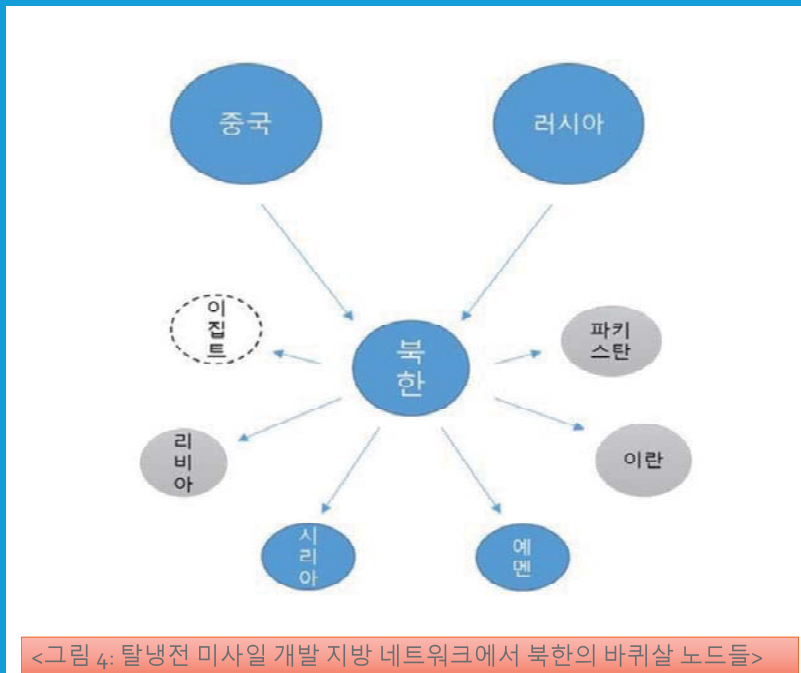 중국
러시아
이
집
트
북
한
파키
스탄
리
비
아
이란
시
리
아
예
멘
<그림 4: 탈냉전 미사일 개발 지방 네트워크에서 북한의 바퀴살 노드들>